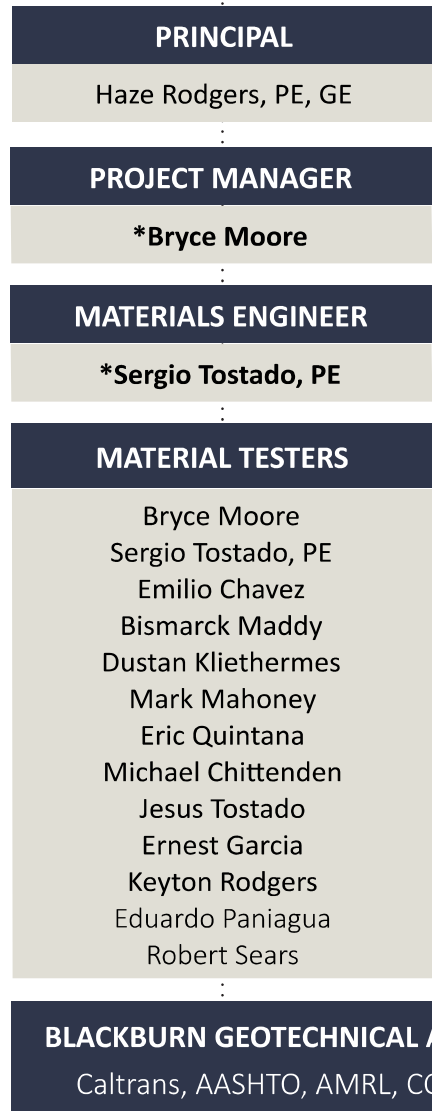 PRINCIPAL
Haze Rodgers, PE, GE
PROJECT MANAGER
*Bryce Moore
MATERIALS ENGINEER
*Sergio Tostado, PE
MATERIAL TESTERS
Bryce Moore
Sergio Tostado, PE
Emilio Chavez
Bismarck Maddy
Dustan Kliethermes
Mark Mahoney
Eric Quintana
Michael Chittenden
Jesus Tostado
Ernest Garcia
Keyton Rodgers
Eduardo Paniagua
Robert Sears
BLACKBURN GEOTECHNICAL
Caltrans, AASHTO, AMRL,